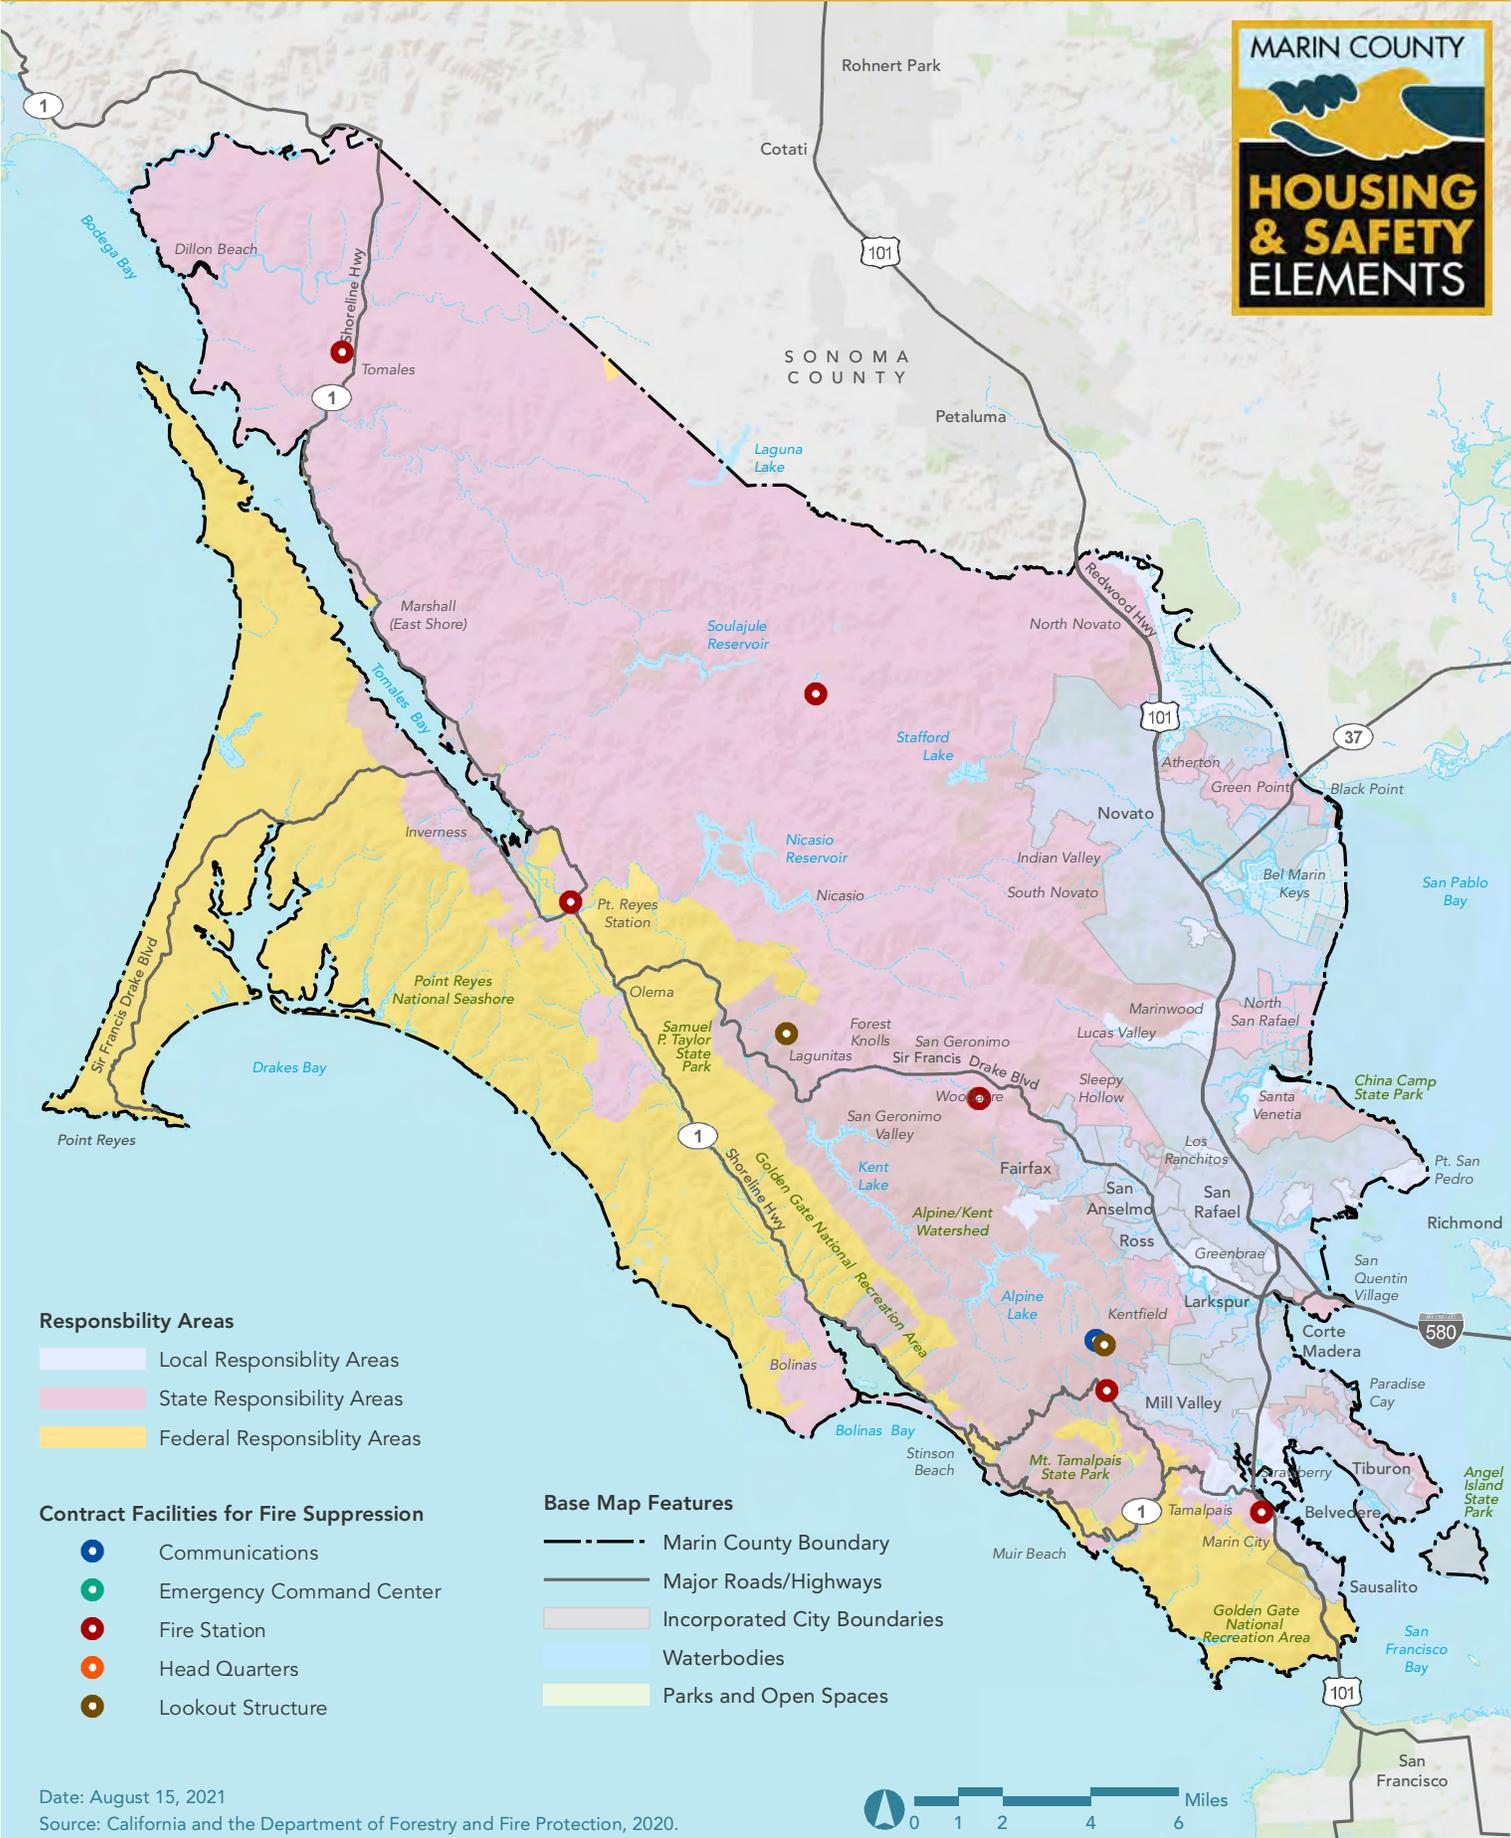 MARIN COUNTY
HOUSING
& SAFETY
ELEMENTS
Rohnert Park
1
Cotati
Bodega Bay
Dillon Beach
101
Shoreline Hwy
SONOMA
COUNTY
Tomales
1
Petaluma
Laguna
Lake
Redwood Hwy
Marshall
(East Shore)
North Novato
Soulajule
Reservoir
Tomales Bay
101
37
Stafford
Lake
Atherton
Green Point
Black Point
Novato
Inverness
Nicasio
Reservoir
Indian Valley
Bel Marin
Keys
San Pablo
Bay
South Novato
Nicasio
Pt. Reyes
Station
Sir Francis Drake Blvd
Point Reyes
National Seashore
Olema
Marinwood
North
San Rafael
Samuel
P. Taylor
State
Park
Forest
Knolls
Lucas Valley
San Geronimo
Lagunitas
Sir Francis Drake Blvd
Drakes Bay
Sleepy
Hollow
China Camp
State Park
Santa
Venetia
Woodacre
San Geronimo
Valley
Point Reyes
1
Los
Ranchitos
Shoreline Hwy
Golden Gate National Recreation Area
Kent
Lake
Fairfax
Pt. San
Pedro
San
Anselmo
San
Rafael
Alpine/Kent
Watershed
Richmond
Ross
Greenbrae
San
Quentin
Village
Alpine
Lake
Larkspur
Kentfield
580
Corte
Madera
Bolinas
Paradise
Cay
Mill Valley
Bolinas Bay
Stinson
Beach
Mt. Tamalpais
State Park
Strawberry
Tiburon
Angel
Island
State
Park
1
Tamalpais
Belvedere
Marin City
Muir Beach
Sausalito
Golden Gate
National
Recreation Area
San
Francisco
Bay
101
San
Francisco
Responsbility Areas
Local Responsiblity Areas
State Responsibility Areas
Federal Responsiblity Areas
Contract Facilities for Fire Suppression
Communications
Emergency Command Center
Fire Station
Head Quarters
Lookout Structure
Base Map Features
Marin County Boundary
Major Roads/Highways
Incorporated City Boundaries
Waterbodies
Parks and Open Spaces
Date: August 15, 2021
Source: California and the Department of Forestry and Fire Protection, 2020.
Miles
0 1 2 4 6